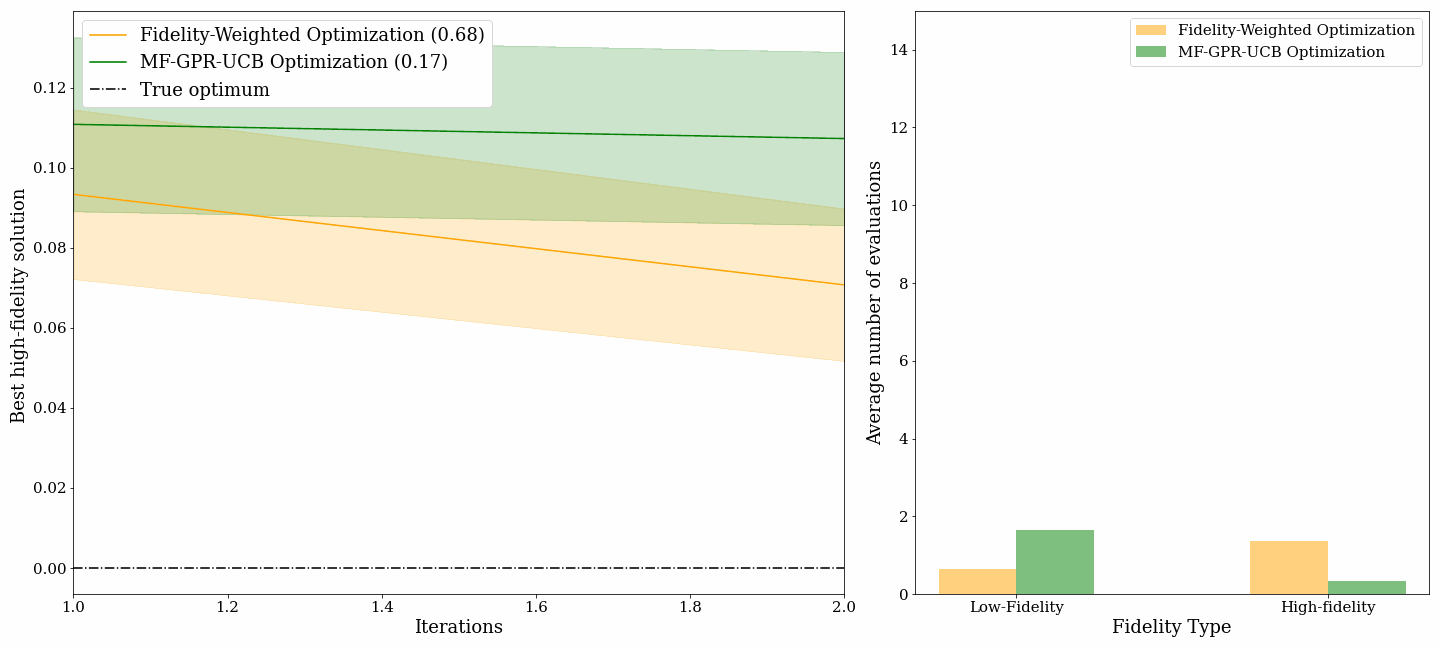 Fidelity-Weighted Optimization (0.68)
MF-GPR-UCB Optimization (0.17)
True optimum
Best high-fidelity solution
0.12
0.10
0.08
0.06
0.04
0.02
0.00
1.0 1.2 1.4 1.6 1.8 2.0
Iterations
Fidelity-Weighted Optimization
MF-GPR-UCB Optimization
Average number of evaluations
14
12
10
8
6
4
2
0
Low-Fidelity High-fidelity
Fidelity Type